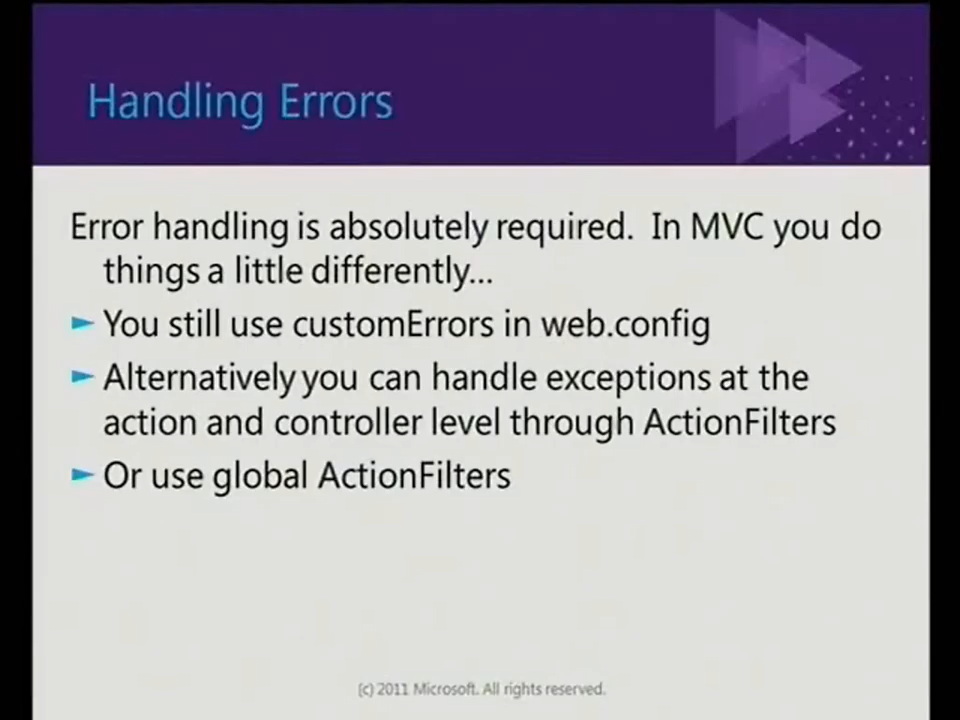 Handling Errors
Error handling is absolutely required.  In MVC you do
things a little differently...
► You still use customErrors in web.config
► Alternatively you can handle exceptions at the
action and controller level through ActionFilters
► Or use global ActionFilters
(c) 2011 Microsoft. All rights reserved.